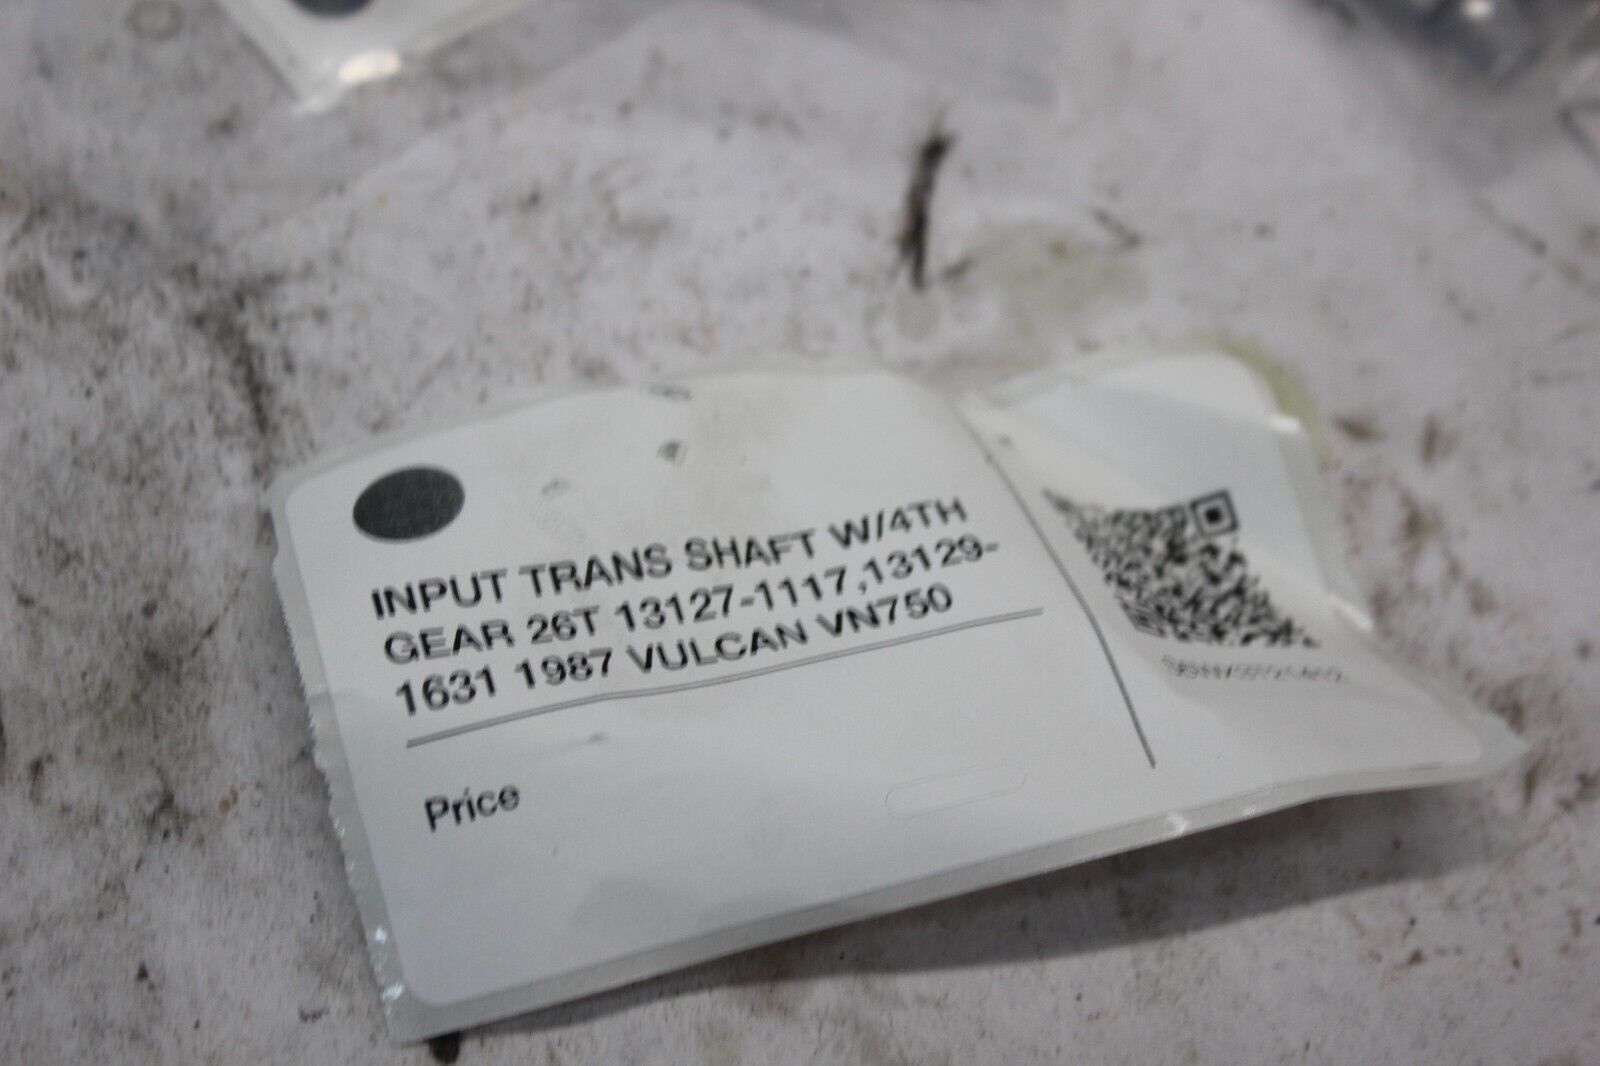 INPUT TRANS SHAFT W/4TH
GEAR 26T 13127-1117,13129-
1631 1987 VULCAN VN750
Price